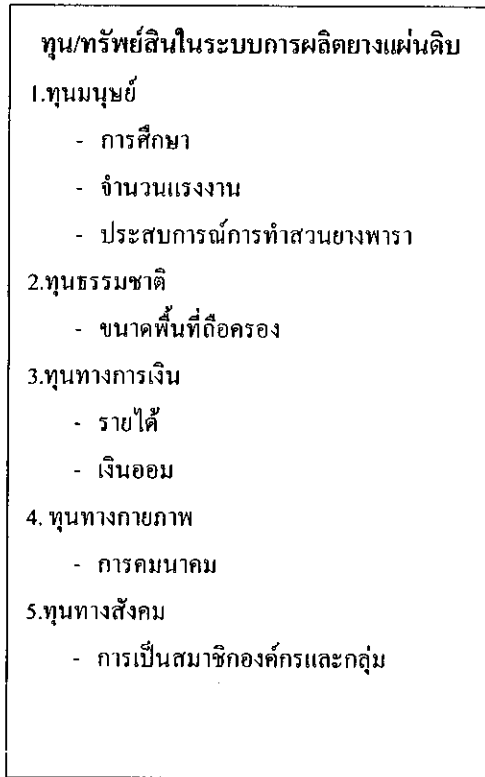 ทุน/ทรัพย์สินในระบบการผลิตยางแผ่นดิบ
1.ทุนมนุษย์
- การศึกษา
- จำนวนแรงงาน
- ประสบการณ์การทำสวนยางพารา
2.ทุนธรรมชาติ
- ขนาดพื้นที่ถือครอง
3.ทุนทางการเงิน
- รายได้
- เงินออม
4. ทุนทางกายภาพ
- การคมนาคม
5.ทุนทางสังคม
- การเป็นสมาชิกองค์กรและกลุ่ม